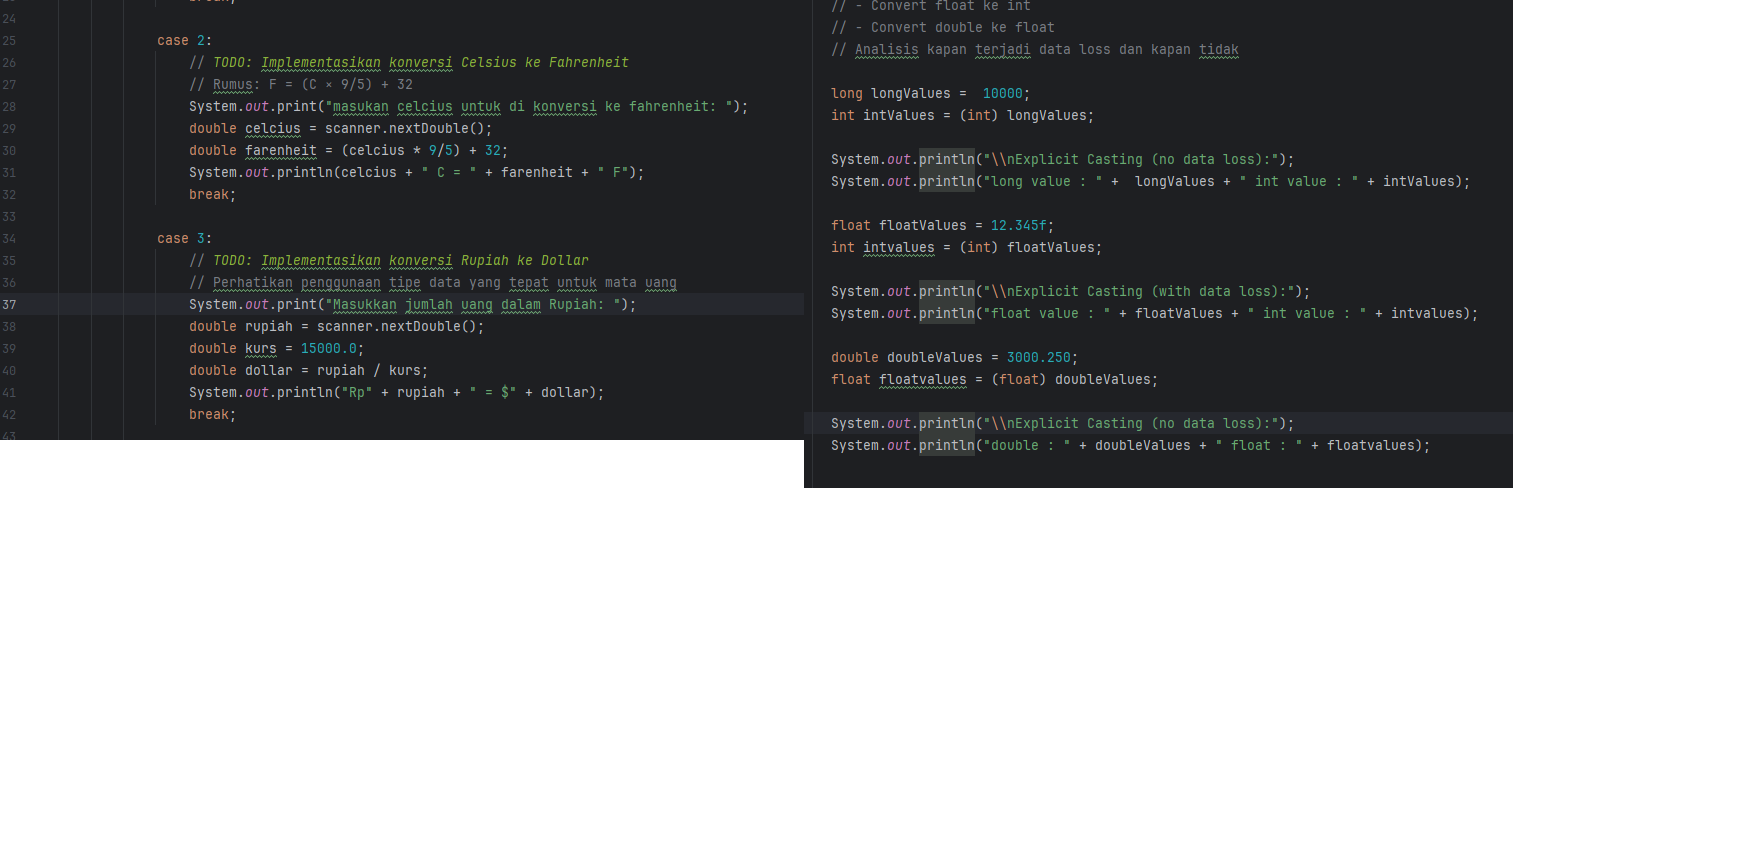 24
25 case 2:
26 // TODO: Implementasikan konversi Celsius ke Fahrenheit
27 // Rumus: F = (C × 9/5) + 32
28 System.out.print("masukan celcius untuk di konversi ke fahrenheit: ");
29 double celcius = scanner.nextDouble();
30 double farenheit = (celcius * 9/5) + 32;
31 System.out.println(celcius + " C = " + farenheit + " F");
32 break;
33
34 case 3:
35 // TODO: Implementasikan konversi Rupiah ke Dollar
36 // Perhatikan penggunaan tipe data yang tepat untuk mata uang
37 System.out.print("Masukkan jumlah uang dalam Rupiah: ");
38 double rupiah = scanner.nextDouble();
39 double kurs = 15000.0;
40 double dollar = rupiah / kurs;
41 System.out.println("Rp" + rupiah + " = $" + dollar);
42 break;
43
// - Convert float ke int
// - Convert double ke float
// Analisis kapan terjadi data loss dan kapan tidak
long longValues =  10000;
int intValues = (int) longValues;
System.out.println("\\nExplicit Casting (no data loss):");
System.out.println("long value : " +  longValues + " int value : " + intValues);
float floatValues = 12.345f;
int intvalues = (int) floatValues;
System.out.println("\\nExplicit Casting (with data loss):");
System.out.println("float value : " + floatValues + " int value : " + intvalues);
double doubleValues = 3000.250;
float floatvalues = (float) doubleValues;
System.out.println("\\nExplicit Casting (no data loss):");
System.out.println("double : " + doubleValues + " float : " + floatvalues);